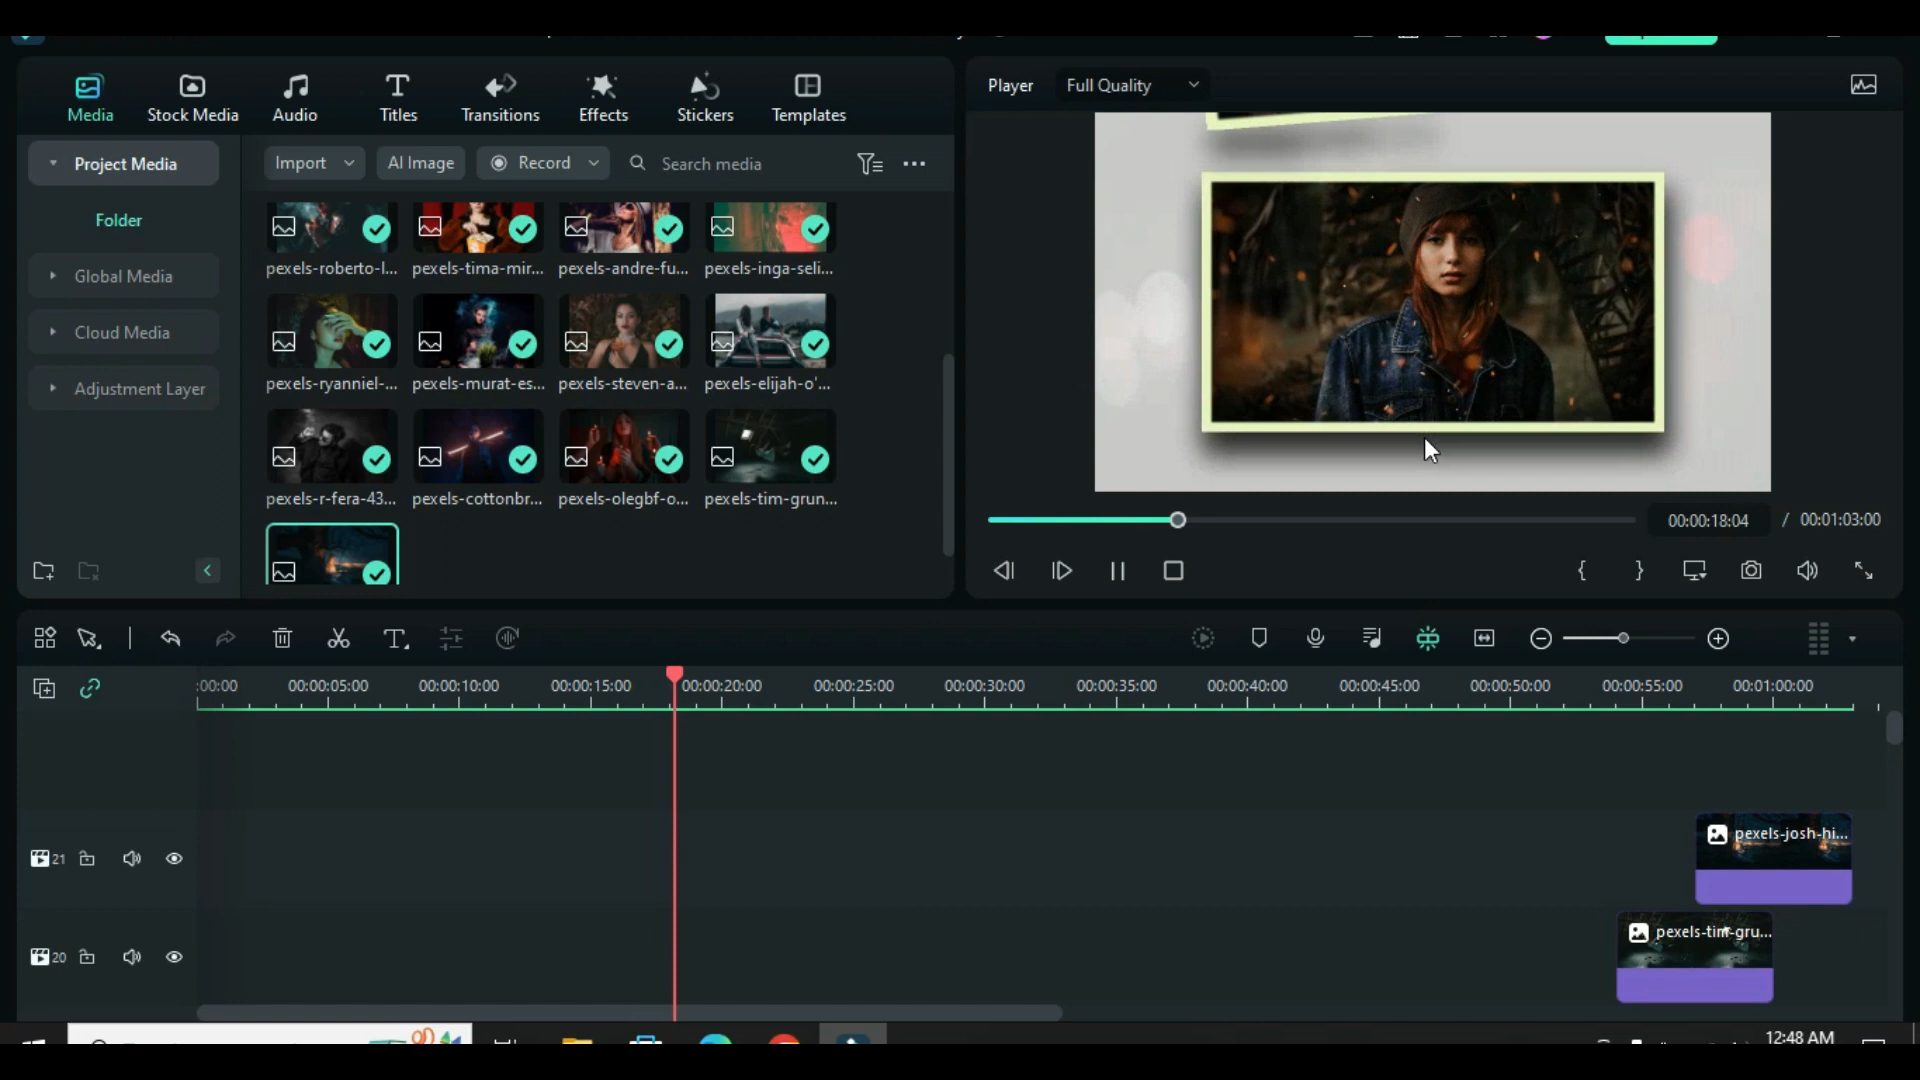 Media
Stock Media
Audio
Titles
Transitions
Effects
Stickers
Templates
Player
Full Quality
Project Media
Import
AI Image
Record
Search media
Folder
Global Media
Cloud Media
Adjustment Layer
pexels-roberto-l...
pexels-tima-mir...
pexels-andre-fu...
pexels-inga-seli...
pexels-ryanniel-...
pexels-murat-es...
pexels-steven-a...
pexels-elijah-o'...
pexels-r-fera-43...
pexels-cottonbr...
pexels-olegbf-o...
pexels-tim-grun...
00:00:18:04 / 00:01:03:00
:00:00
00:00:05:00
00:00:10:00
00:00:15:00
00:00:20:00
00:00:25:00
00:00:30:00
00:00:35:00
00:00:40:00
00:00:45:00
00:00:50:00
00:00:55:00
00:01:00:00
pexels-josh-hi...
21
pexels-tim-gru...
20
12:48 AM